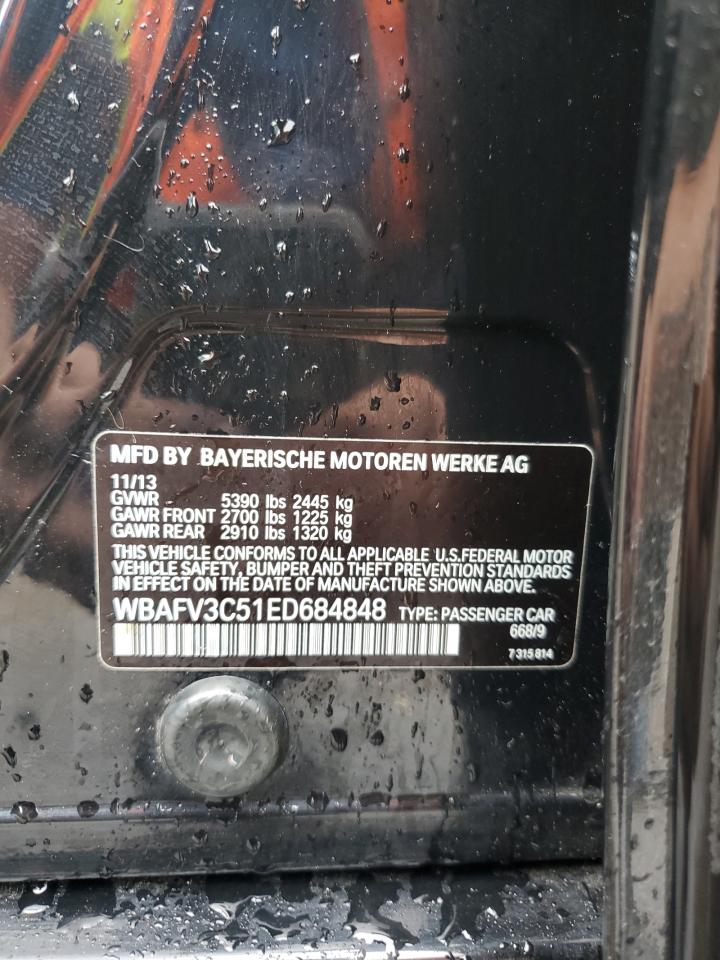 MFD BY BAYERISCHE MOTOREN WERKE AG
11/13
GVWR 5390 lbs 2445 kg
GAWR FRONT 2700 lbs 1225 kg
GAWR REAR 2910 lbs 1320 kg
THIS VEHICLE CONFORMS TO ALL APPLICABLE U.S.FEDERAL MOTOR
VEHICLE SAFETY, BUMPER AND THEFT PREVENTION STANDARDS
IN EFFECT ON THE DATE OF MANUFACTURE SHOWN ABOVE.
WBAFV3C51ED684848 TYPE: PASSENGER CAR
668/9
7 315 814